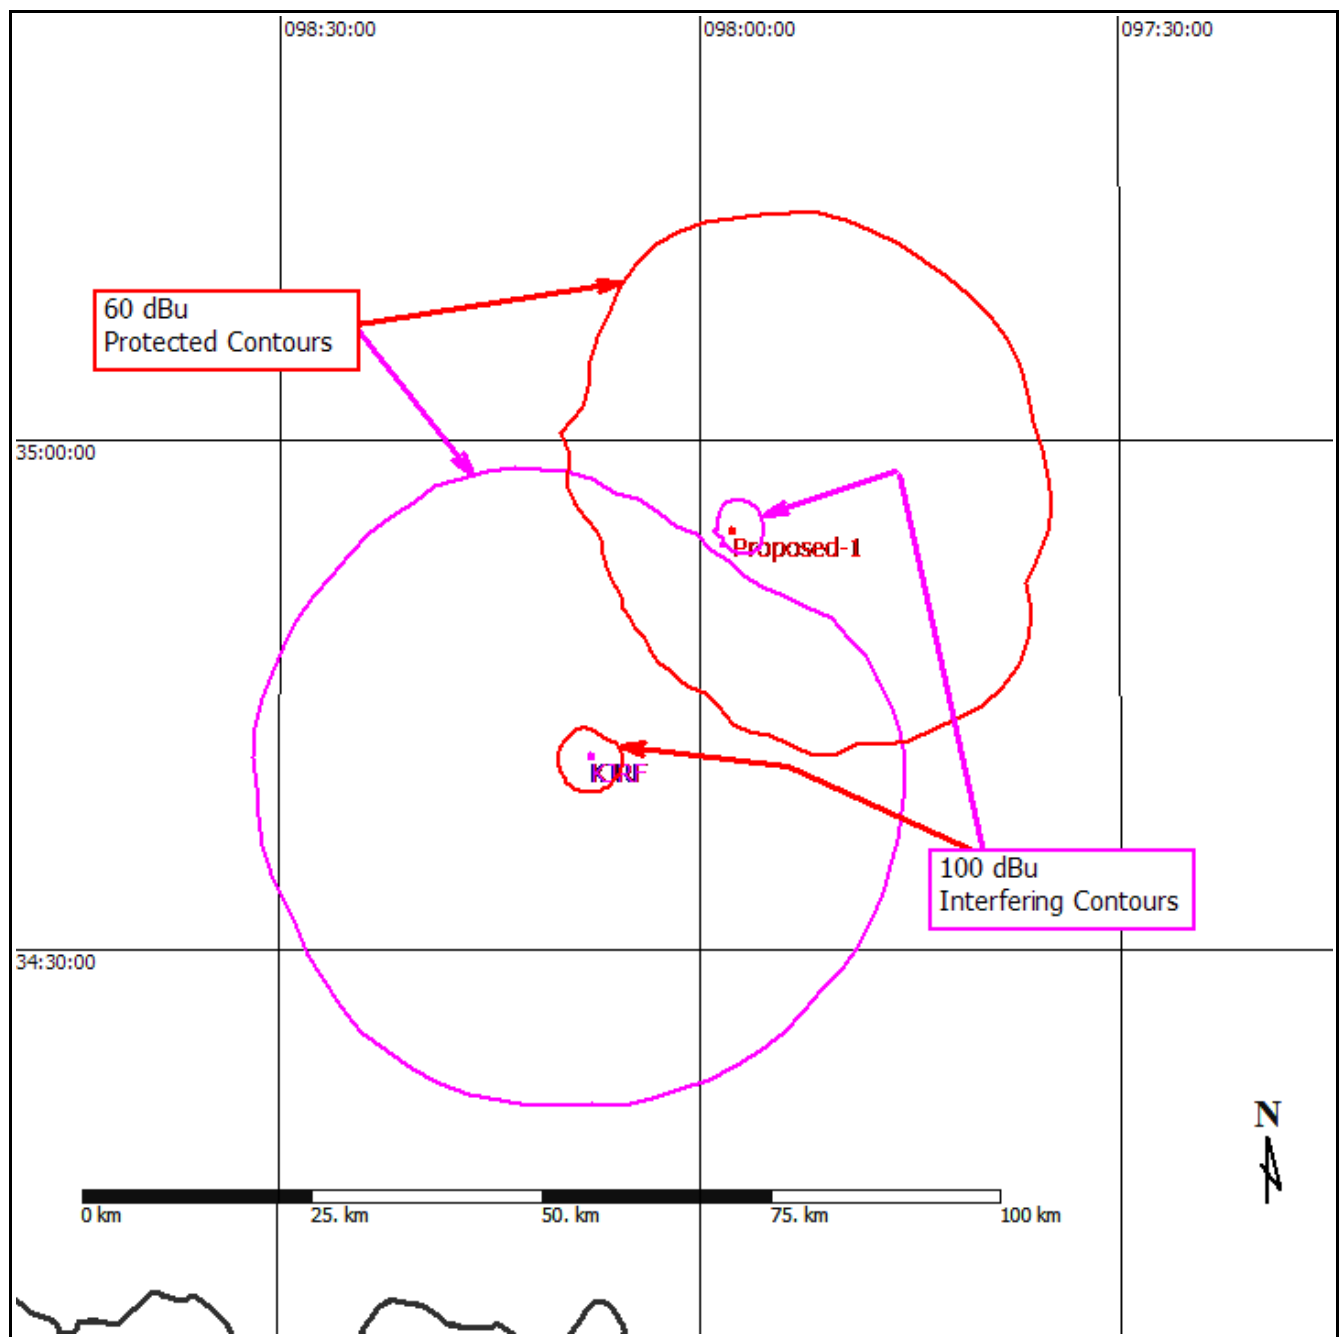 098:30:00
098:00:00
097:30:00
60 dBu
Protected Contours
35:00:00
Proposed-1
100 dBu
Interfering Contours
34:30:00
N
0 km
25. km
50. km
75. km
100 km